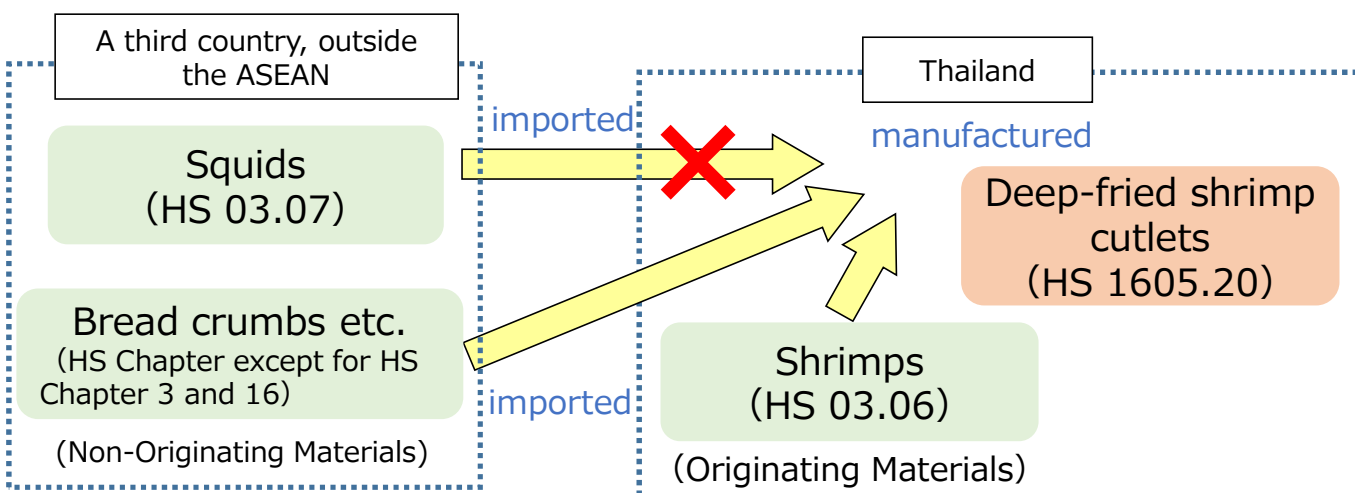 A third country, outside
the ASEAN
Thailand
imported
manufactured
Squids
（HS 03.07）
Deep-fried shrimp
cutlets
（HS 1605.20）
Bread crumbs etc.
（HS Chapter except for HS
Chapter 3 and 16）
imported
Shrimps
（HS 03.06）
(Non-Originating Materials)
（Originating Materials）